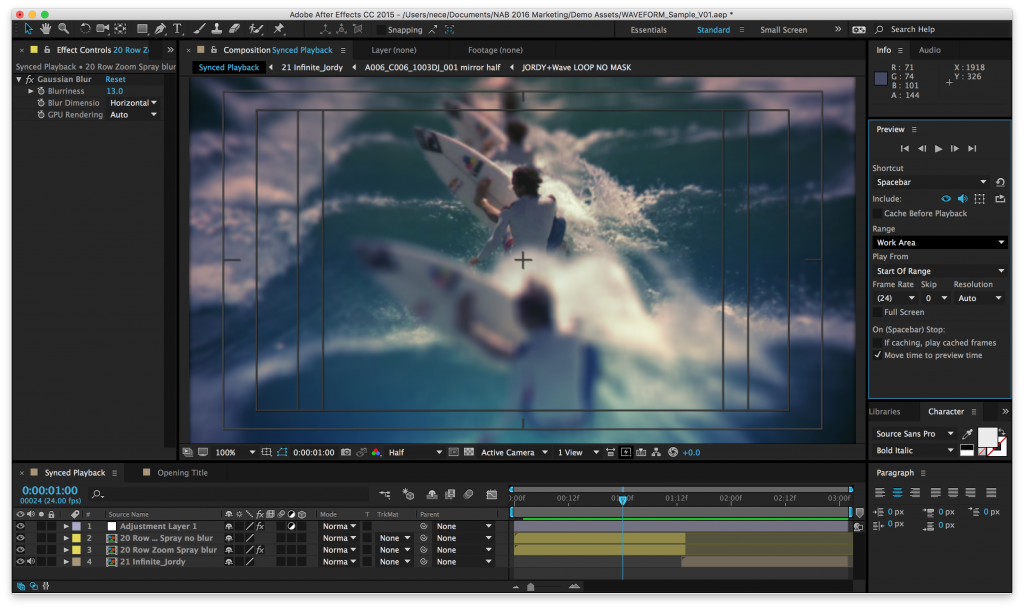 Adobe After Effects CC 2015 - /Users/nece/Documents/NAB 2016 Marketing/Demo Assets/WAVEFORM_Sample_V01.aep *
Snapping
Essentials
Standard
Small Screen
Search Help
Effect Controls 20 Row Z
Composition Synced Playback
Layer (none)
Footage (none)
Info
Audio
Synced Playback • 20 Row Zoom Spray blur
Synced Playback
21 Infinite_Jordy
A006_C006_1003DJ_001 mirror half
JORDY+Wave LOOP NO MASK
fx Gaussian Blur Reset
Blurriness 13.0
Blur Dimensio Horizontal
GPU Rendering Auto
R : 71
G : 74
B : 101
A : 144
X : 1918
Y : 326
Preview
Shortcut
Spacebar
Include:
Cache Before Playback
Range
Work Area
Play From
Start Of Range
Frame Rate Skip Resolution
(24) 0 Auto
Full Screen
On (Spacebar) Stop:
If caching, play cached frames
Move time to preview time
Libraries
Character
Source Sans Pro
Bold Italic
Paragraph
0 px 0 px 0 px
0 px 0 px
100%
0:00:01:00
Half
Active Camera
1 View
+0.0
Synced Playback
Opening Title
0:00:01:00
00024 (24.00 fps)
:00f 00:12f 01:00f 01:12f 02:00f 02:12f 03:00f
# Source Name fx Mode T TrkMat Parent
1 Adjustment Layer 1 fx Norma None
2 20 Row ... Spray no blur Norma None None
3 20 Row Zoom Spray blur fx Norma None None
4 21 Infinite_Jordy Norma None None